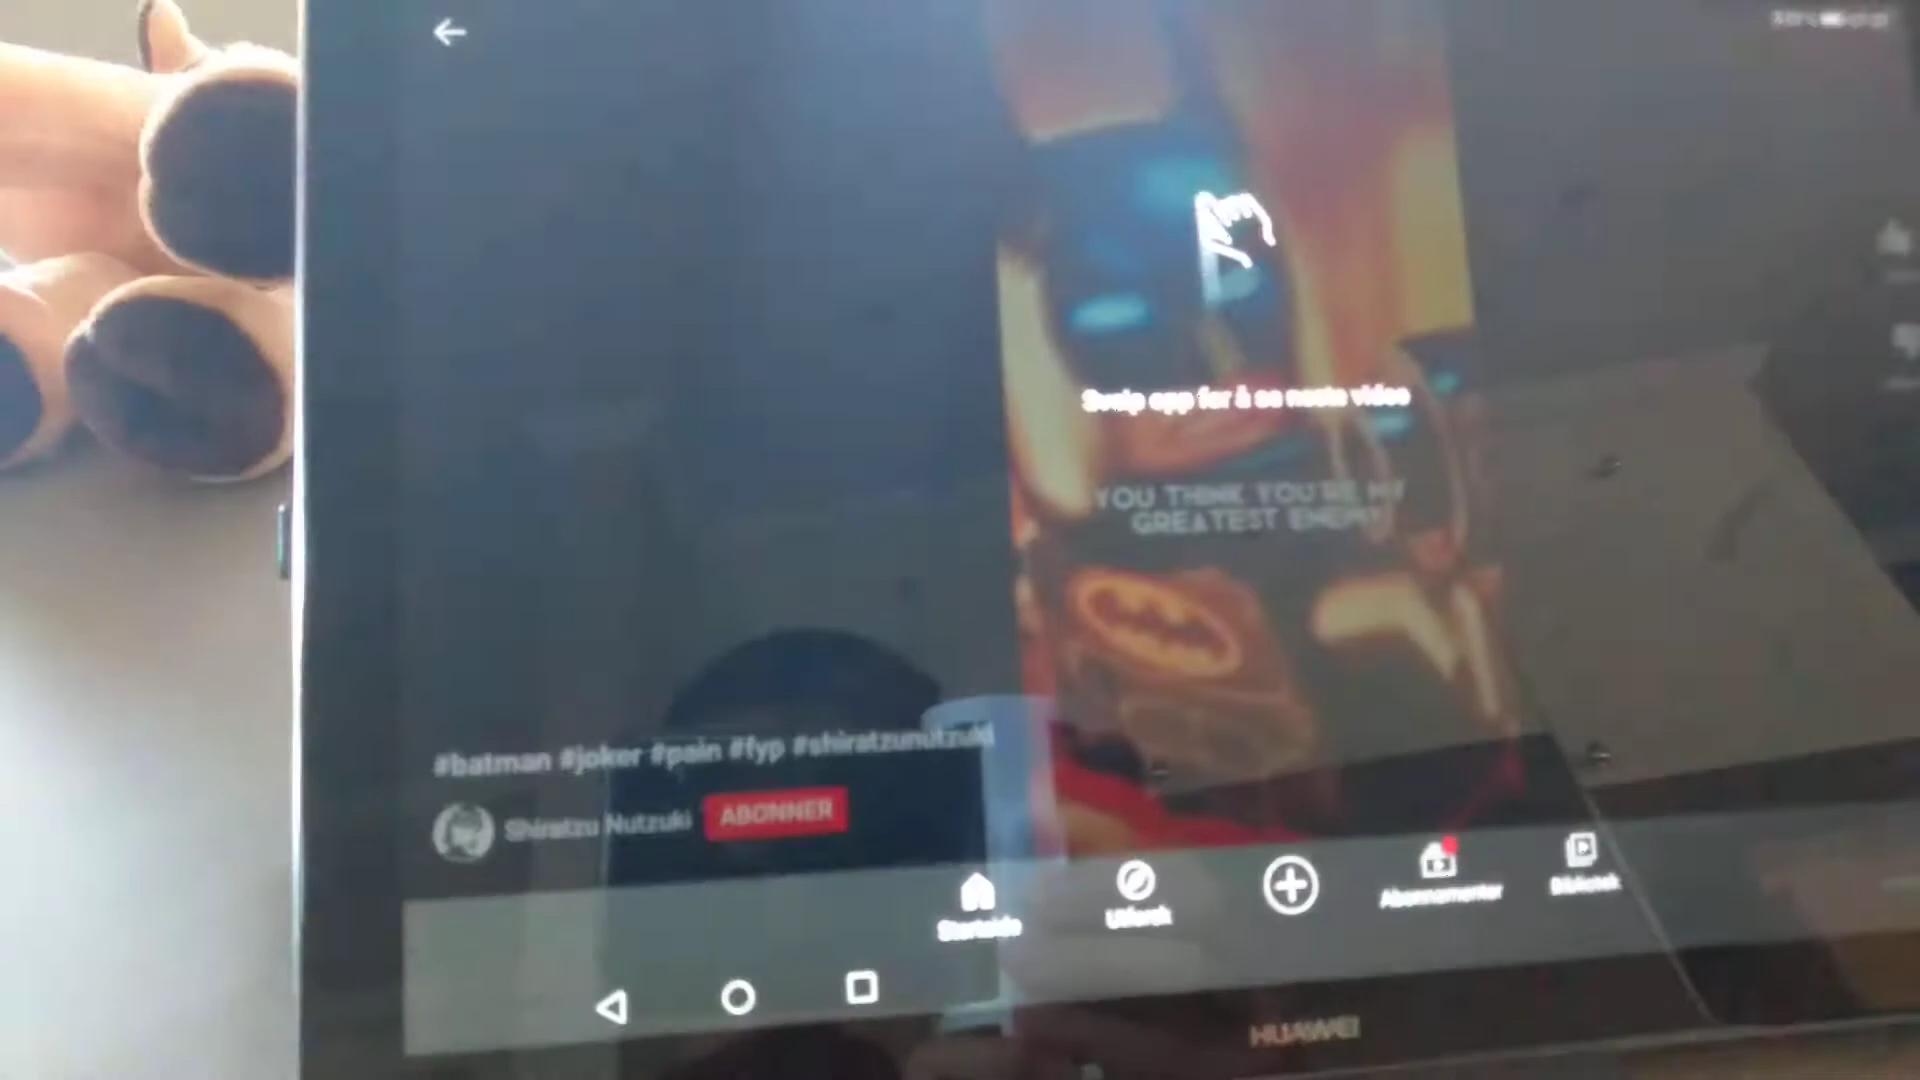 Sveip opp for å se neste video
YOU THINK YOU'RE MY
GREATEST ENEMY
#batman #joker #pain #fyp #shiratzunutzuki
Shiratzu Nutzuki ABONNER
Startside Utforsk Abonnementer Bibliotek
HUAWEI